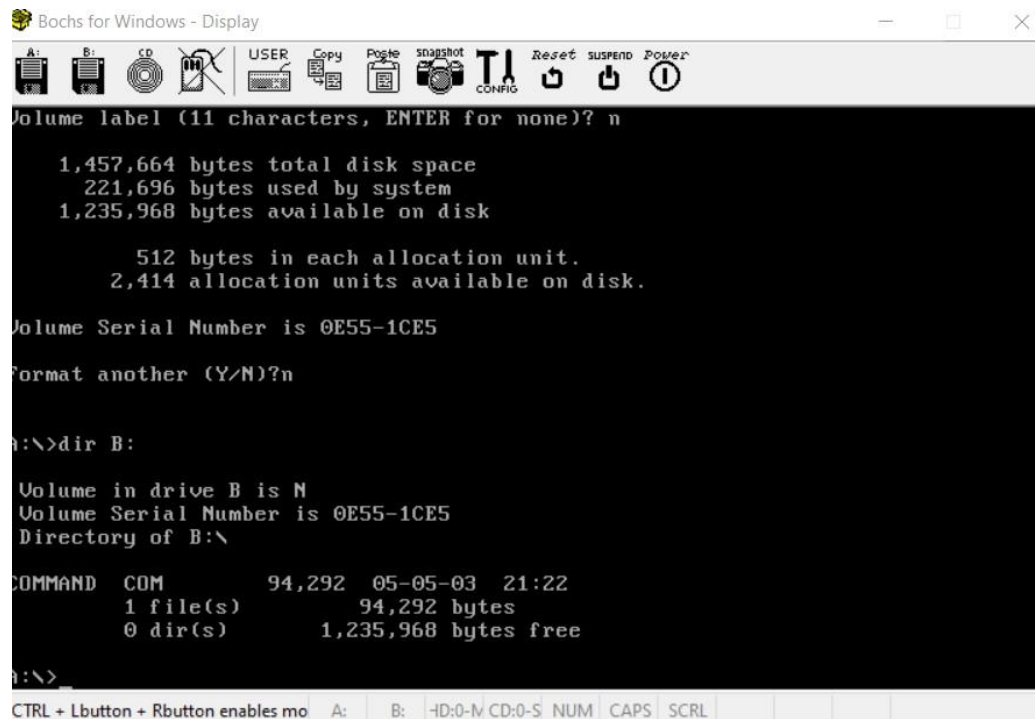 Bochs for Windows - Display
A: B: CD USER Copy Poste snapshot CONFIG Reset SUSPEND Power
Volume label (11 characters, ENTER for none)? n
1,457,664 bytes total disk space
221,696 bytes used by system
1,235,968 bytes available on disk
512 bytes in each allocation unit.
2,414 allocation units available on disk.
Volume Serial Number is 0E55-1CE5
Format another (Y/N)?n
A:\>dir B:
Volume in drive B is N
Volume Serial Number is 0E55-1CE5
Directory of B:\
COMMAND COM 94,292 05-05-03 21:22
1 file(s) 94,292 bytes
0 dir(s) 1,235,968 bytes free
A:\>_
CTRL + Lbutton + Rbutton enables mo A: B: HD:0-M CD:0-S NUM CAPS SCRL